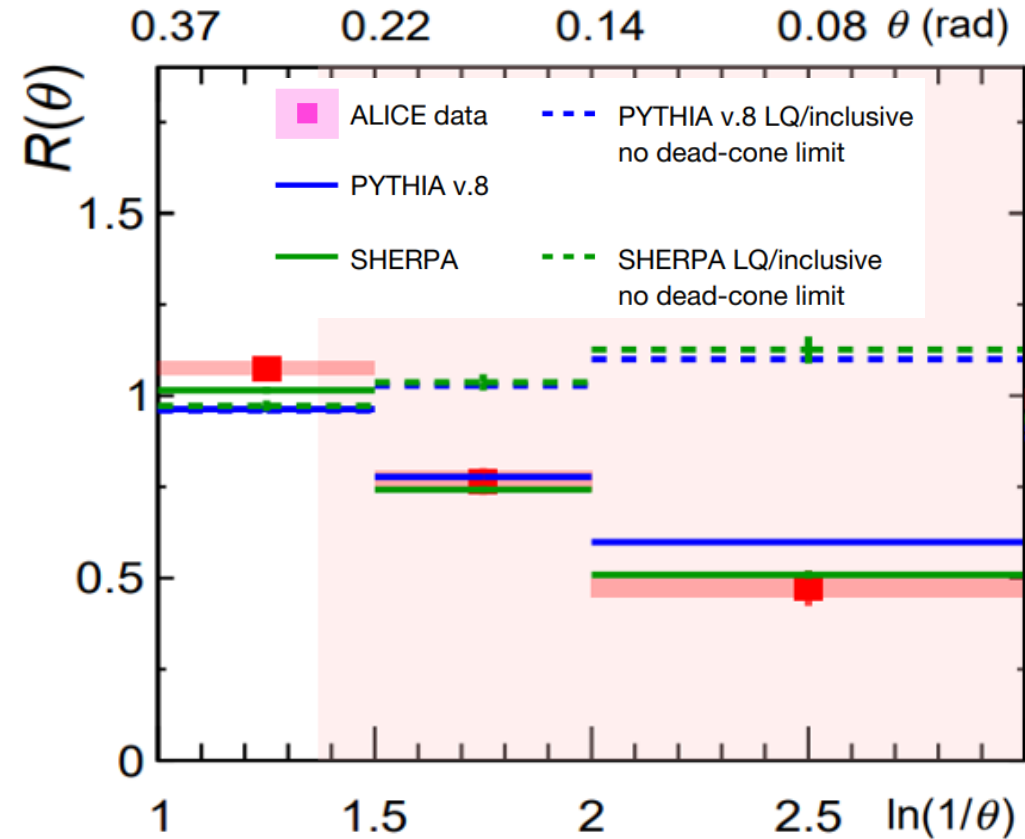 0.37 0.22 0.14 0.08 θ (rad)
R(θ)
ALICE data
PYTHIA v.8
SHERPA
PYTHIA v.8 LQ/inclusive
no dead-cone limit
SHERPA LQ/inclusive
no dead-cone limit
1.5
1
0.5
0
1 1.5 2 2.5 ln(1/θ)